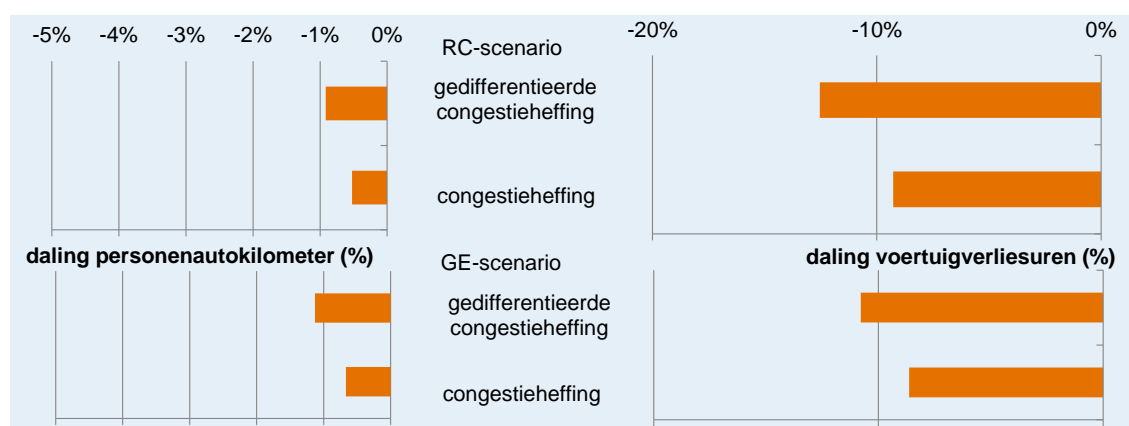 -5% -4% -3% -2% -1% 0%
-20% -10% 0%
RC-scenario
gedifferentieerde
congestieheffing
congestieheffing
daling personenautokilometer (%)
GE-scenario
daling voertuigverliesuren (%)
gedifferentieerde
congestieheffing
congestieheffing